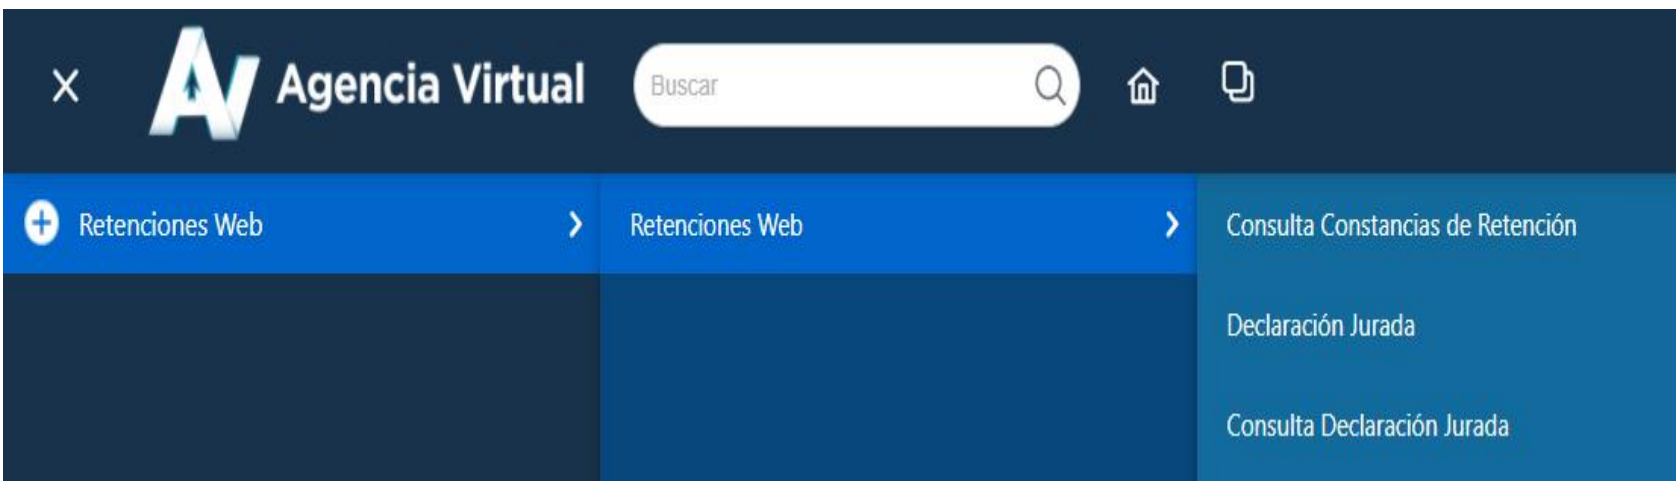 Agencia Virtual
Buscar
Retenciones Web
Retenciones Web
Consulta Constancias de Retención
Declaración Jurada
Consulta Declaración Jurada